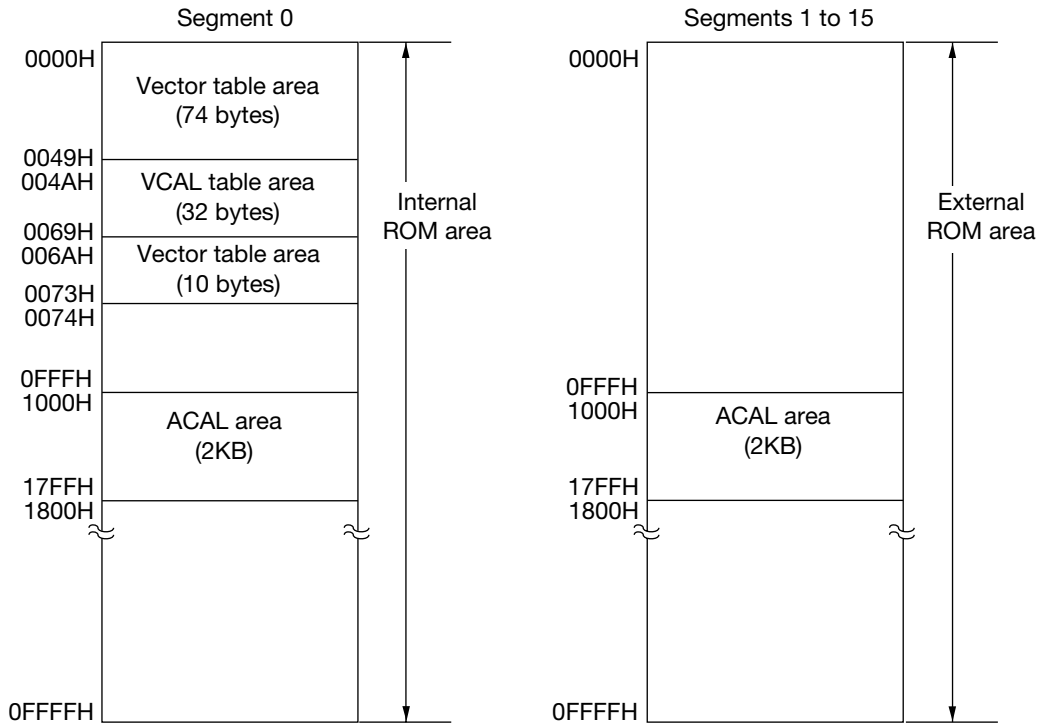 Segment 0
0000H
Vector table area
(74 bytes)
0049H
004AH
VCAL table area
(32 bytes)
0069H
006AH
Vector table area
(10 bytes)
0073H
0074H
0FFFH
1000H
ACAL area
(2KB)
17FFH
1800H
0FFFFH
Internal
ROM area
Segments 1 to 15
0000H
0FFFH
1000H
ACAL area
(2KB)
17FFH
1800H
0FFFFH
External
ROM area